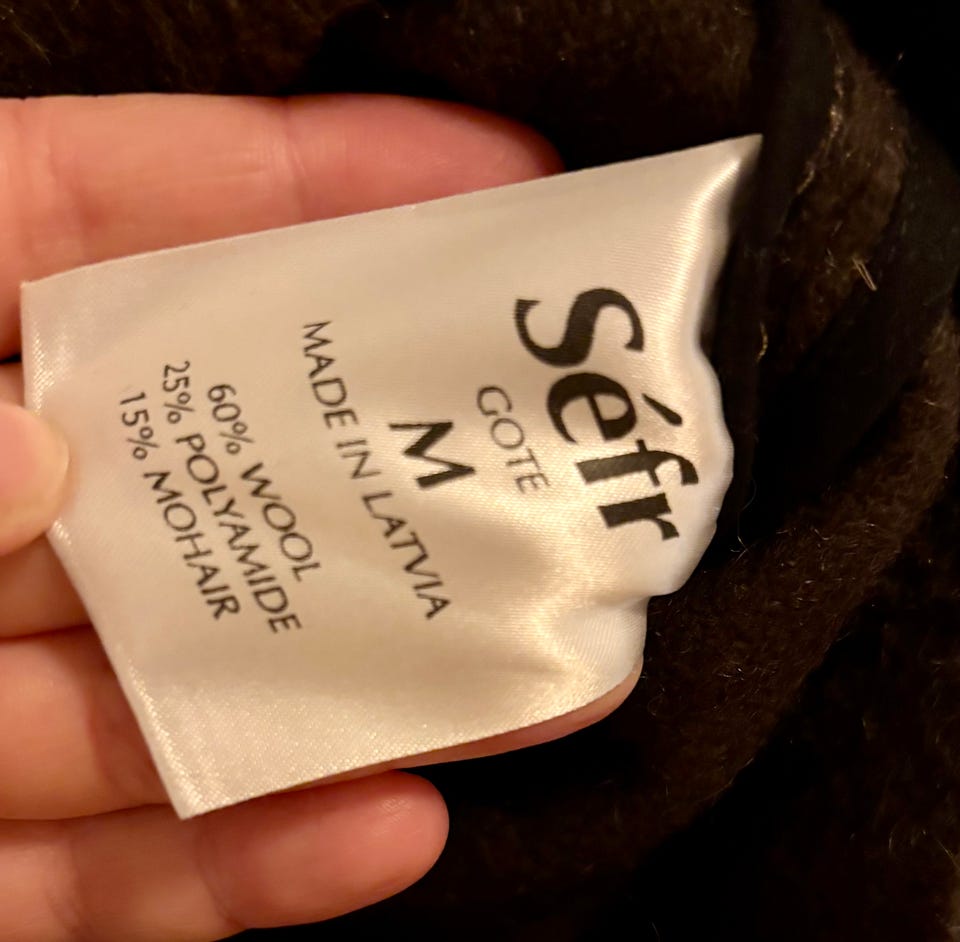 Séfr
GOTE
M
MADE IN LATVIA
60% WOOL
25% POLYAMIDE
15% MOHAIR